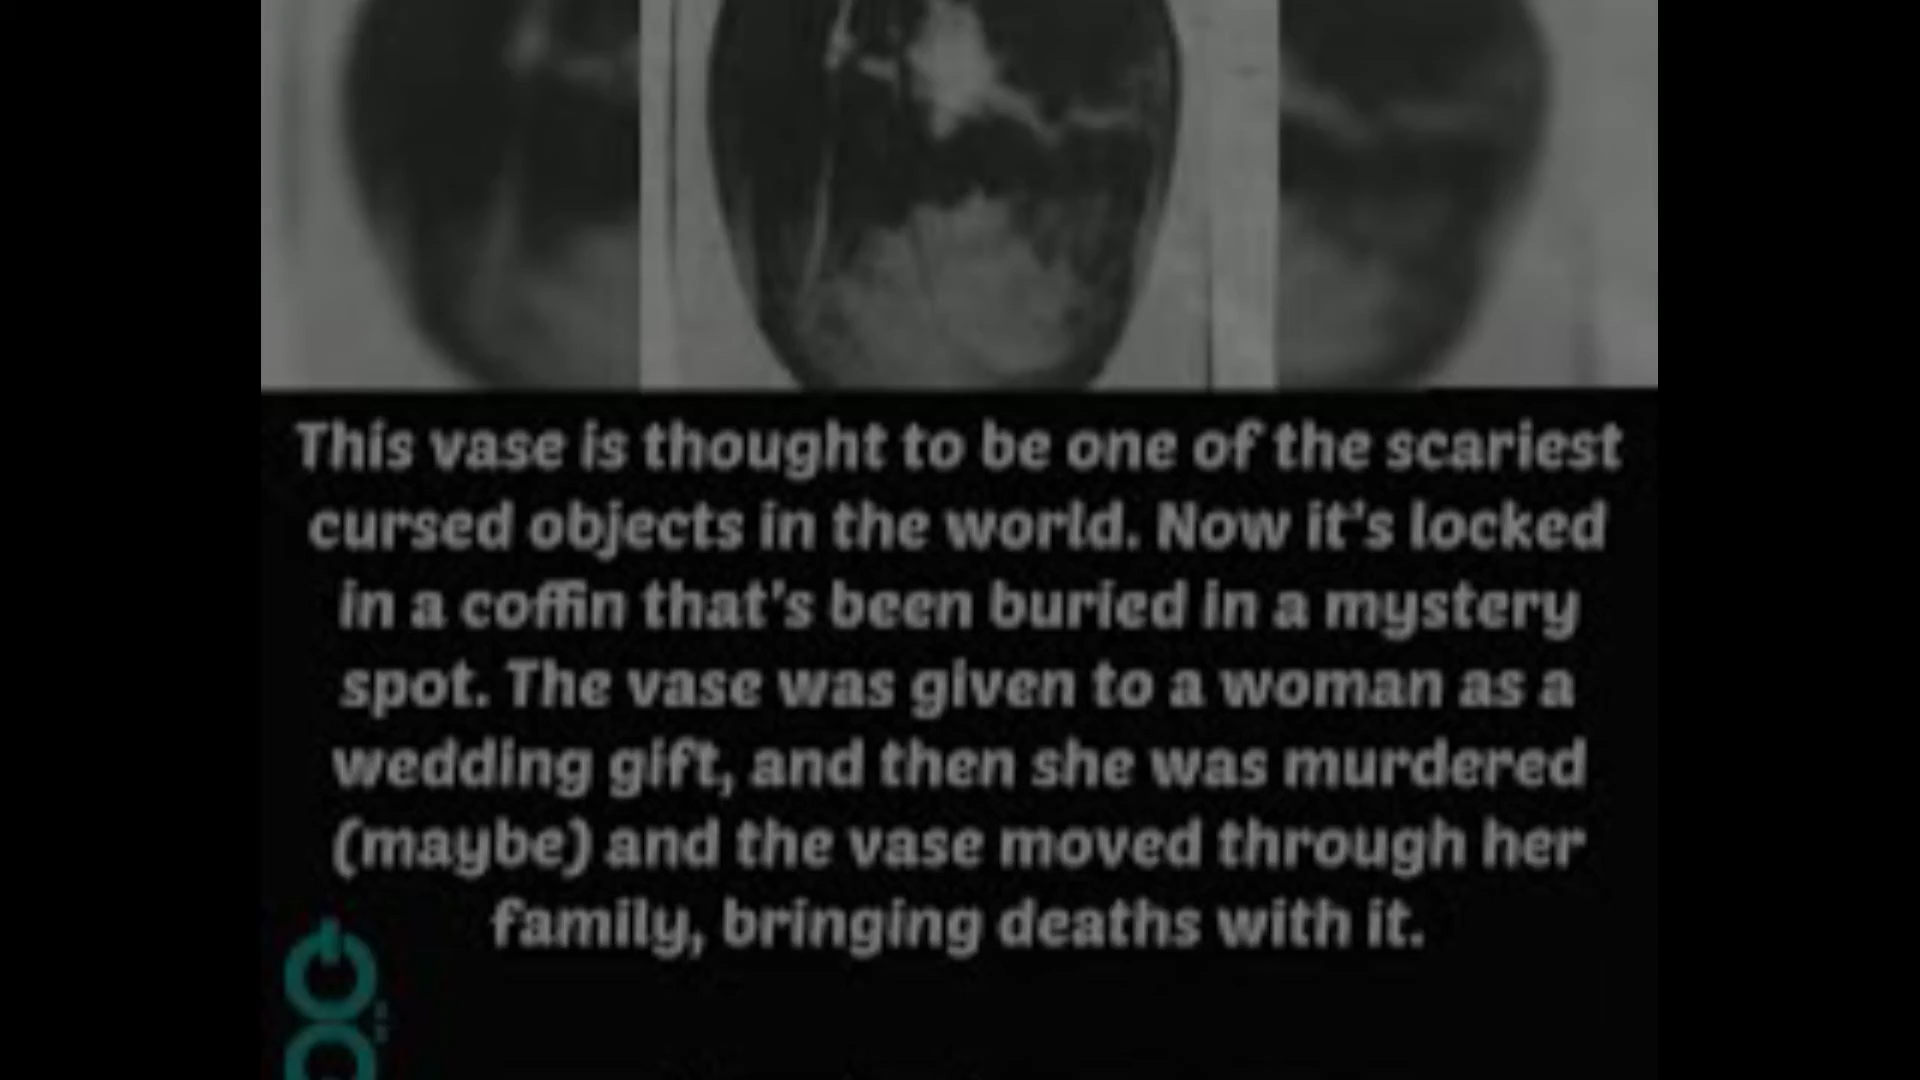 This vase is thought to be one of the scariest
cursed objects in the world. Now it's locked
in a coffin that's been buried in a mystery
spot. The vase was given to a woman as a
wedding gift, and then she was murdered
(maybe) and the vase moved through her
family, bringing deaths with it.